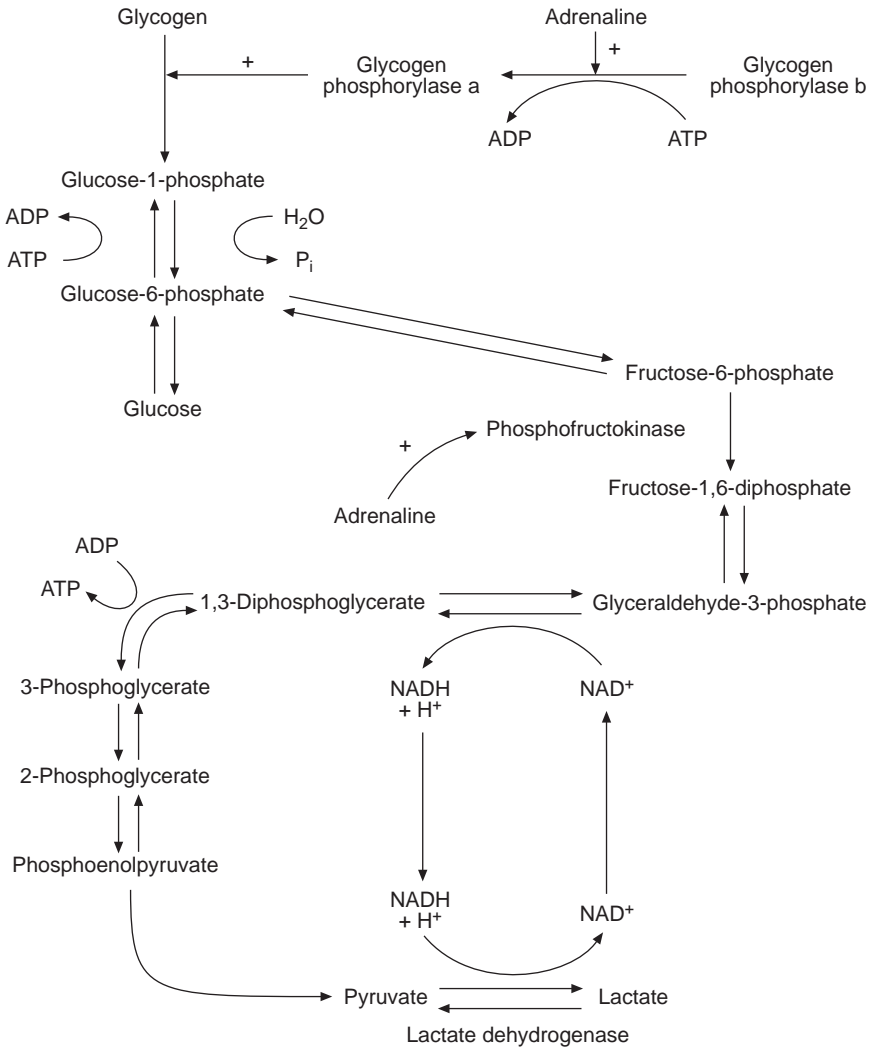 Glycogen
Adrenaline
+
+
Glycogen
phosphorylase a
Glycogen
phosphorylase b
ADP
ATP
Glucose-1-phosphate
ADP
H₂O
ATP
Pᵢ
Glucose-6-phosphate
Fructose-6-phosphate
Glucose
Phosphofructokinase
+
Fructose-1,6-diphosphate
Adrenaline
ADP
ATP
1,3-Diphosphoglycerate
Glyceraldehyde-3-phosphate
3-Phosphoglycerate
NADH
+ H⁺
NAD⁺
2-Phosphoglycerate
Phosphoenolpyruvate
NADH
+ H⁺
NAD⁺
Pyruvate
Lactate
Lactate dehydrogenase